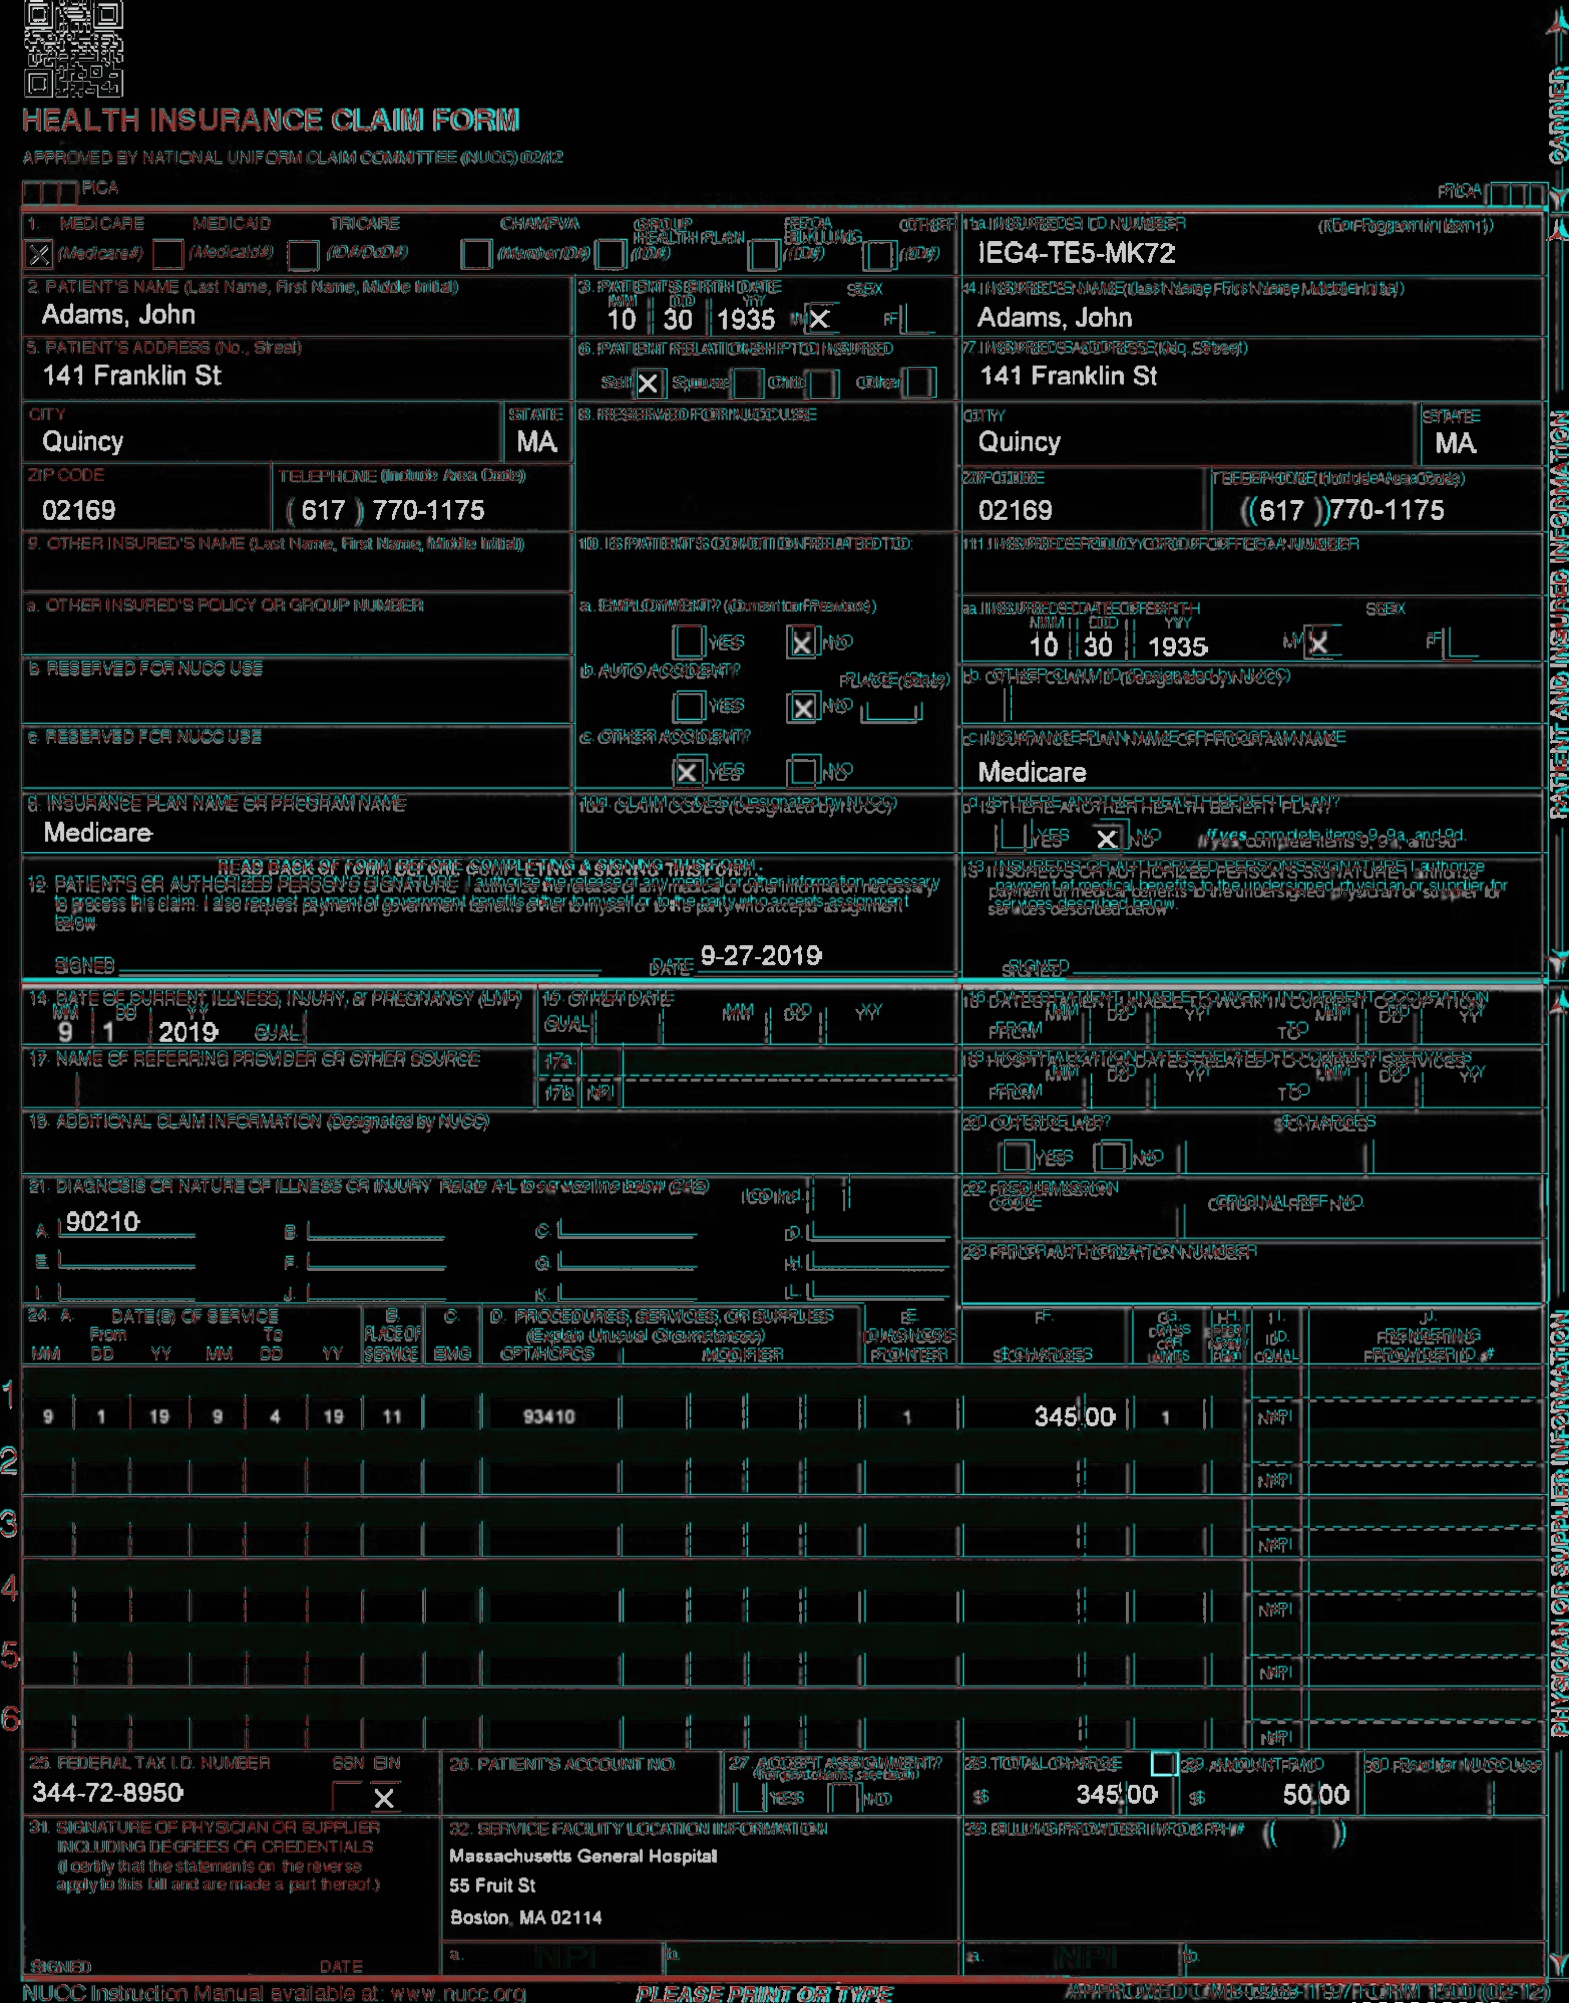 HEALTH INSURANCE CLAIM FORM
APPROVED BY NATIONAL UNIFORM CLAIM COMMITTEE (NUCC) 02/12
PICA
PICA
CARRIER
1. MEDICARE MEDICAID TRICARE CHAMPVA GROUP HEALTH PLAN FECA BLK LUNG OTHER
X (Medicare#) (Medicaid#) (ID#/DoD#) (Member ID#) (ID#) (ID#) (ID#)
1a. INSURED'S I.D. NUMBER (For Program in Item 1)
IEG4-TE5-MK72
2. PATIENT'S NAME (Last Name, First Name, Middle Initial)
Adams, John
3. PATIENT'S BIRTH DATE SEX
MM DD YY
10 30 1935 M X F
4. INSURED'S NAME (Last Name, First Name, Middle Initial)
Adams, John
5. PATIENT'S ADDRESS (No., Street)
141 Franklin St
6. PATIENT RELATIONSHIP TO INSURED
Self X Spouse Child Other
7. INSURED'S ADDRESS (No., Street)
141 Franklin St
CITY STATE
Quincy MA
8. RESERVED FOR NUCC USE
CITY STATE
Quincy MA
ZIP CODE TELEPHONE (Include Area Code)
02169 ( 617 ) 770-1175
ZIP CODE TELEPHONE (Include Area Code)
02169 ( 617 ) 770-1175
9. OTHER INSURED'S NAME (Last Name, First Name, Middle Initial)
10. IS PATIENT'S CONDITION RELATED TO:
11. INSURED'S POLICY GROUP OR FECA NUMBER
a. OTHER INSURED'S POLICY OR GROUP NUMBER
a. EMPLOYMENT? (Current or Previous)
YES X NO
a. INSURED'S DATE OF BIRTH SEX
MM DD YY
10 30 1935 M X F
b. RESERVED FOR NUCC USE
b. AUTO ACCIDENT? PLACE (State)
YES X NO
b. OTHER CLAIM ID (Designated by NUCC)
c. RESERVED FOR NUCC USE
c. OTHER ACCIDENT?
X YES NO
c. INSURANCE PLAN NAME OR PROGRAM NAME
Medicare
d. INSURANCE PLAN NAME OR PROGRAM NAME
Medicare
10d. CLAIM CODES (Designated by NUCC)
d. IS THERE ANOTHER HEALTH BENEFIT PLAN?
YES X NO If yes, complete items 9, 9a, and 9d.
READ BACK OF FORM BEFORE COMPLETING & SIGNING THIS FORM.
12. PATIENT'S OR AUTHORIZED PERSON'S SIGNATURE I authorize the release of any medical or other information necessary
to process this claim. I also request payment of government benefits either to myself or to the party who accepts assignment
below.
SIGNED DATE 9-27-2019
13. INSURED'S OR AUTHORIZED PERSON'S SIGNATURE I authorize
payment of medical benefits to the undersigned physician or supplier for
services described below.
SIGNED
PATIENT AND INSURED INFORMATION
14. DATE OF CURRENT ILLNESS, INJURY, or PREGNANCY (LMP)
MM DD YY
9 1 2019 QUAL.
15. OTHER DATE
QUAL. MM DD YY
16. DATES PATIENT UNABLE TO WORK IN CURRENT OCCUPATION
MM DD YY MM DD YY
FROM TO
17. NAME OF REFERRING PROVIDER OR OTHER SOURCE
17a.
17b. NPI
18. HOSPITALIZATION DATES RELATED TO CURRENT SERVICES
MM DD YY MM DD YY
FROM TO
19. ADDITIONAL CLAIM INFORMATION (Designated by NUCC)
20. OUTSIDE LAB? $ CHARGES
YES NO
21. DIAGNOSIS OR NATURE OF ILLNESS OR INJURY Relate A-L to service line below (24E) ICD Ind.
A. 90210 B. C. D.
E. F. G. H.
I. J. K. L.
22. RESUBMISSION CODE ORIGINAL REF. NO.
23. PRIOR AUTHORIZATION NUMBER
24. A. DATE(S) OF SERVICE B. C. D. PROCEDURES, SERVICES, OR SUPPLIES E. F. G. H. I. J.
From To PLACE OF (Explain Unusual Circumstances) DIAGNOSIS DAYS OR ID. RENDERING
MM DD YY MM DD YY SERVICE EMG CPT/HCPCS MODIFIER POINTER $ CHARGES UNITS QUAL. PROVIDER ID. #
1
9 1 19 9 4 19 11 93410 1 345 00 1 NPI
2
NPI
3
NPI
4
NPI
5
NPI
6
NPI
25. FEDERAL TAX I.D. NUMBER SSN EIN
344-72-8950 X
26. PATIENT'S ACCOUNT NO.
27. ACCEPT ASSIGNMENT?
(For govt. claims, see back)
YES NO
28. TOTAL CHARGE
$ 345 00
29. AMOUNT PAID
$ 50 00
30. Rsvd for NUCC Use
31. SIGNATURE OF PHYSICIAN OR SUPPLIER
INCLUDING DEGREES OR CREDENTIALS
(I certify that the statements on the reverse
apply to this bill and are made a part thereof.)
SIGNED DATE
32. SERVICE FACILITY LOCATION INFORMATION
Massachusetts General Hospital
55 Fruit St
Boston, MA 02114
a. NPI b.
33. BILLING PROVIDER INFO & PH # ( )
a. NPI b.
PHYSICIAN OR SUPPLIER INFORMATION
NUCC Instruction Manual available at: www.nucc.org
PLEASE PRINT OR TYPE
APPROVED OMB-0938-1197 FORM 1500 (02-12)